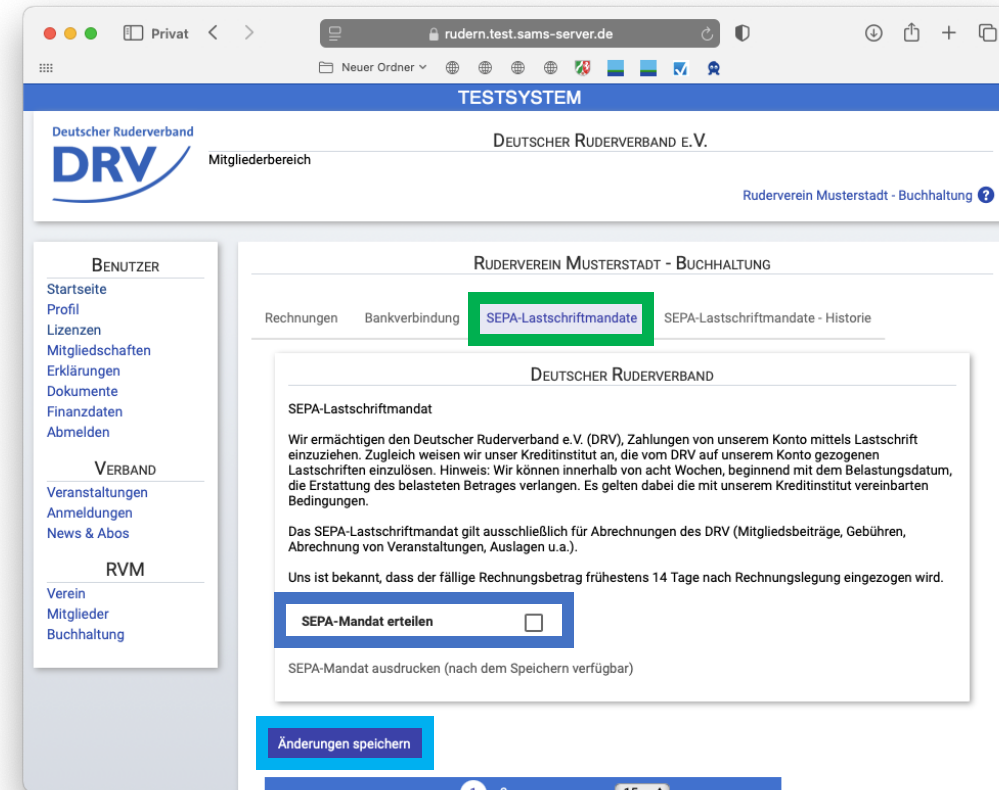 Privat
rudern.test.sams-server.de
Neuer Ordner
TESTSYSTEM
Deutscher Ruderverband
DRV
Mitgliederbereich
DEUTSCHER RUDERVERBAND E.V.
Ruderverein Musterstadt - Buchhaltung ?
BENUTZER
Startseite
Profil
Lizenzen
Mitgliedschaften
Erklärungen
Dokumente
Finanzdaten
Abmelden
VERBAND
Veranstaltungen
Anmeldungen
News & Abos
RVM
Verein
Mitglieder
Buchhaltung
RUDERVEREIN MUSTERSTADT - BUCHHALTUNG
Rechnungen Bankverbindung SEPA-Lastschriftmandate SEPA-Lastschriftmandate - Historie
DEUTSCHER RUDERVERBAND
SEPA-Lastschriftmandat
Wir ermächtigen den Deutscher Ruderverband e.V. (DRV), Zahlungen von unserem Konto mittels Lastschrift
einzuziehen. Zugleich weisen wir unser Kreditinstitut an, die vom DRV auf unserem Konto gezogenen
Lastschriften einzulösen. Hinweis: Wir können innerhalb von acht Wochen, beginnend mit dem Belastungsdatum,
die Erstattung des belasteten Betrages verlangen. Es gelten dabei die mit unserem Kreditinstitut vereinbarten
Bedingungen.
Das SEPA-Lastschriftmandat gilt ausschließlich für Abrechnungen des DRV (Mitgliedsbeiträge, Gebühren,
Abrechnung von Veranstaltungen, Auslagen u.a.).
Uns ist bekannt, dass der fällige Rechnungsbetrag frühestens 14 Tage nach Rechnungslegung eingezogen wird.
SEPA-Mandat erteilen
SEPA-Mandat ausdrucken (nach dem Speichern verfügbar)
Änderungen speichern